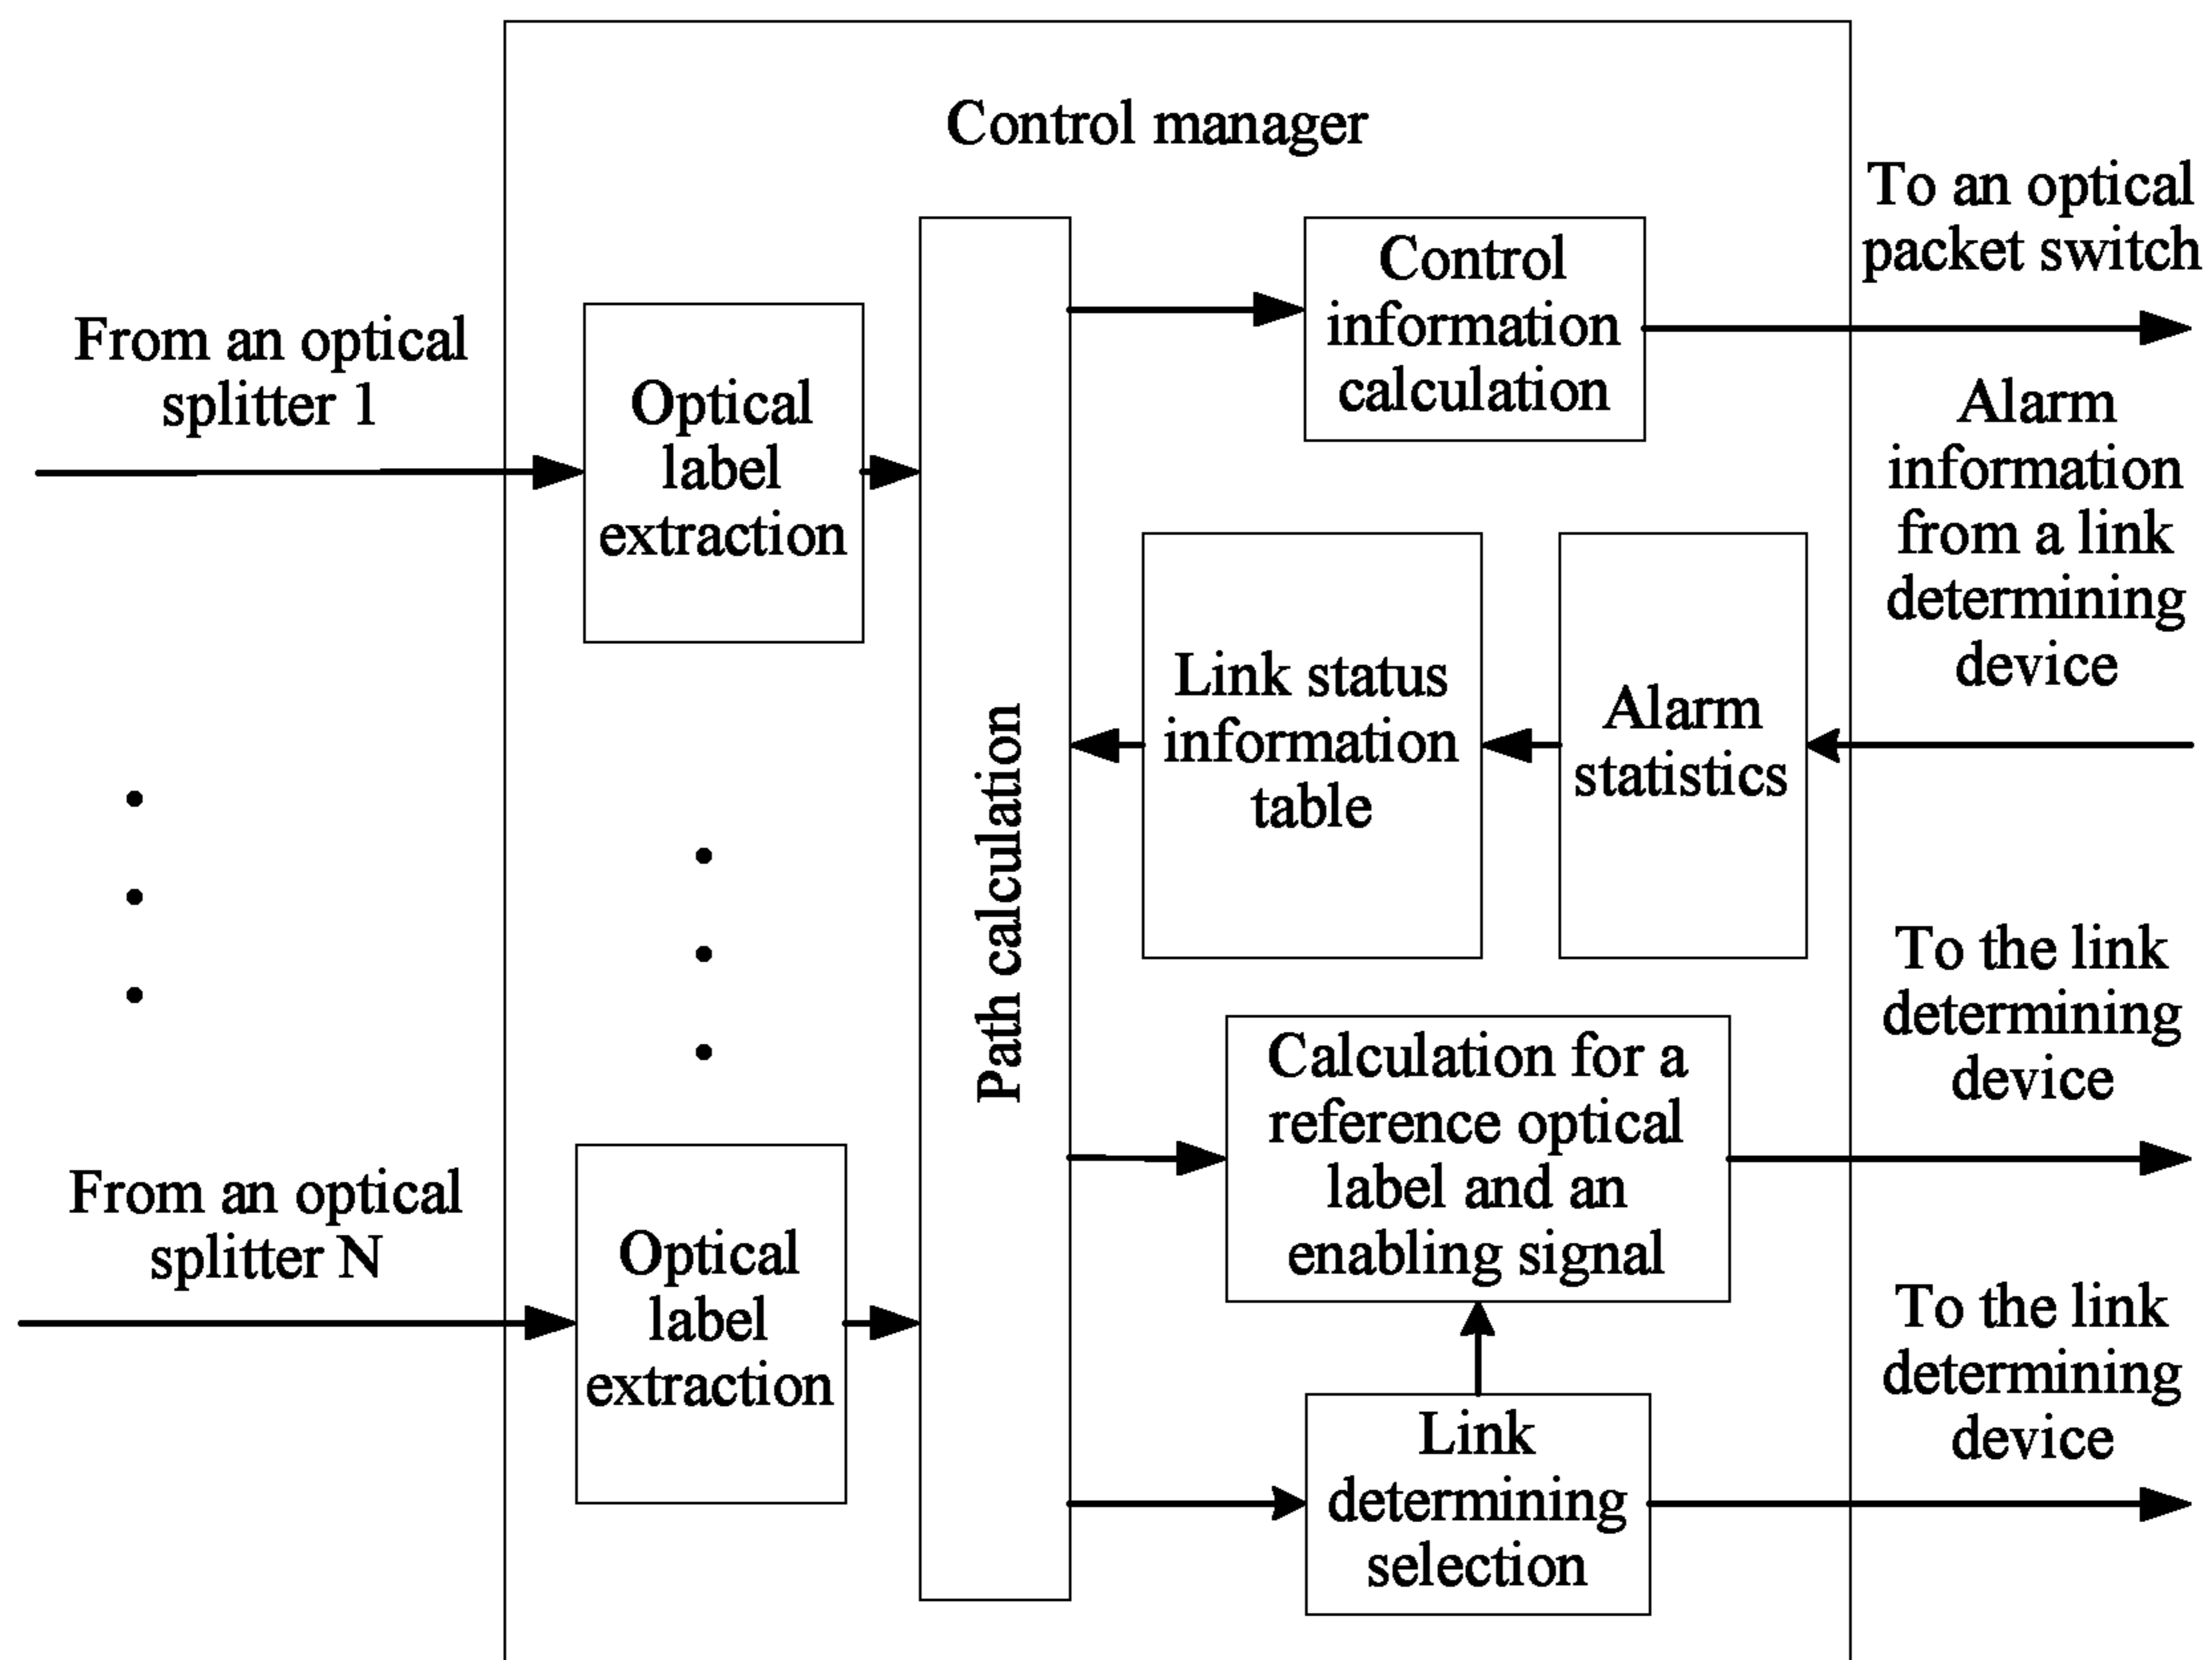 Control manager
From an optical
splitter 1
Optical
label
extraction
Path calculation
Control
information
calculation
To an optical
packet switch
Alarm
information
from a link
determining
device
Link status
information
table
Alarm
statistics
From an optical
splitter N
Optical
label
extraction
Calculation for a
reference optical
label and an
enabling signal
To the link
determining
device
Link
determining
selection
To the link
determining
device